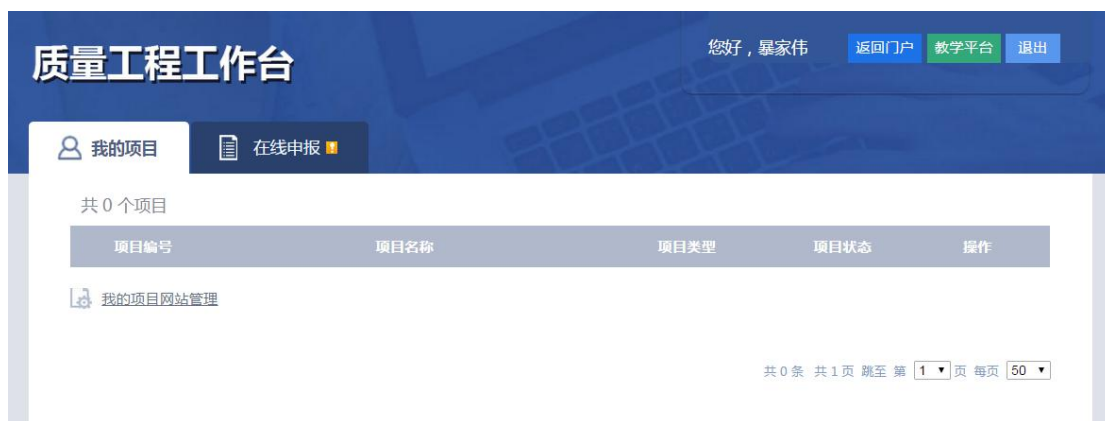 质量工程工作台
您好，暴家伟 返回门户 教学平台 退出
我的项目 在线申报
共 0 个项目
项目编号 项目名称 项目类型 项目状态 操作
我的项目网站管理
共 0 条 共 1 页 跳至 第 1 页 每页 50